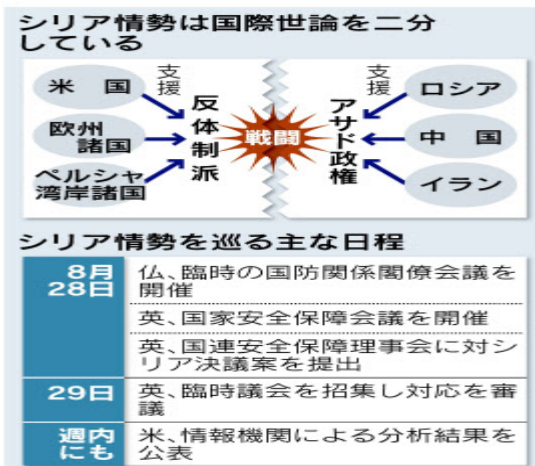 シリア情勢は国際世論を二分
している
米国
欧州
諸国
ペルシャ
湾岸諸国
支援
反体制派
戦闘
アサド政権
支援
ロシア
中国
イラン
シリア情勢を巡る主な日程
8月
28日
仏、臨時の国防関係閣僚会議を
開催
英、国家安全保障会議を開催
英、国連安全保障理事会に対シ
リア決議案を提出
29日
英、臨時議会を招集し対応を審
議
週内
にも
米、情報機関による分析結果を
公表